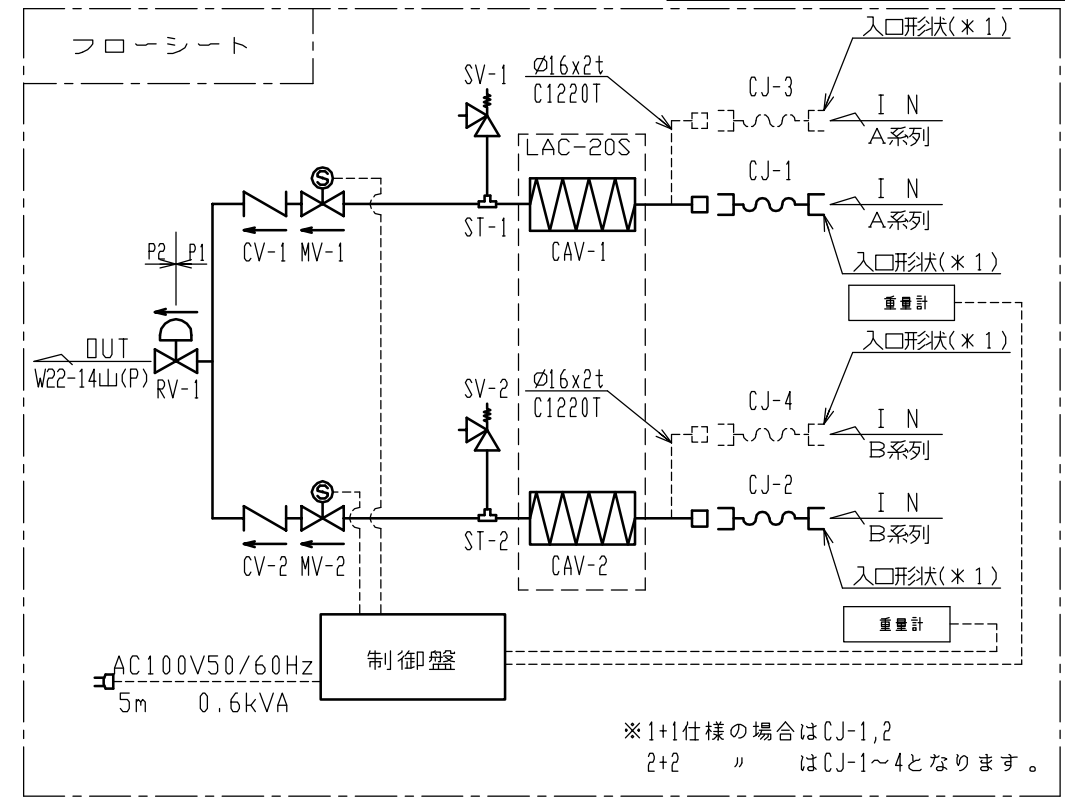 フローシート
入口形状(＊1)
SV-1
Ø16x2t
C1220T
CJ-3
I N
A系列
LAC-20S
S
CJ-1
I N
A系列
CV-1
MV-1
ST-1
CAV-1
入口形状(＊1)
P2
P1
重量計
OUT
W22-14山(P)
RV-1
入口形状(＊1)
SV-2
Ø16x2t
C1220T
CJ-4
I N
B系列
S
CJ-2
I N
B系列
CV-2
MV-2
ST-2
CAV-2
入口形状(＊1)
重量計
制御盤
AC100V50/60Hz
5m 0.6kVA
※1+1仕様の場合はCJ-1,2
2+2 〃 はCJ-1～4となります。